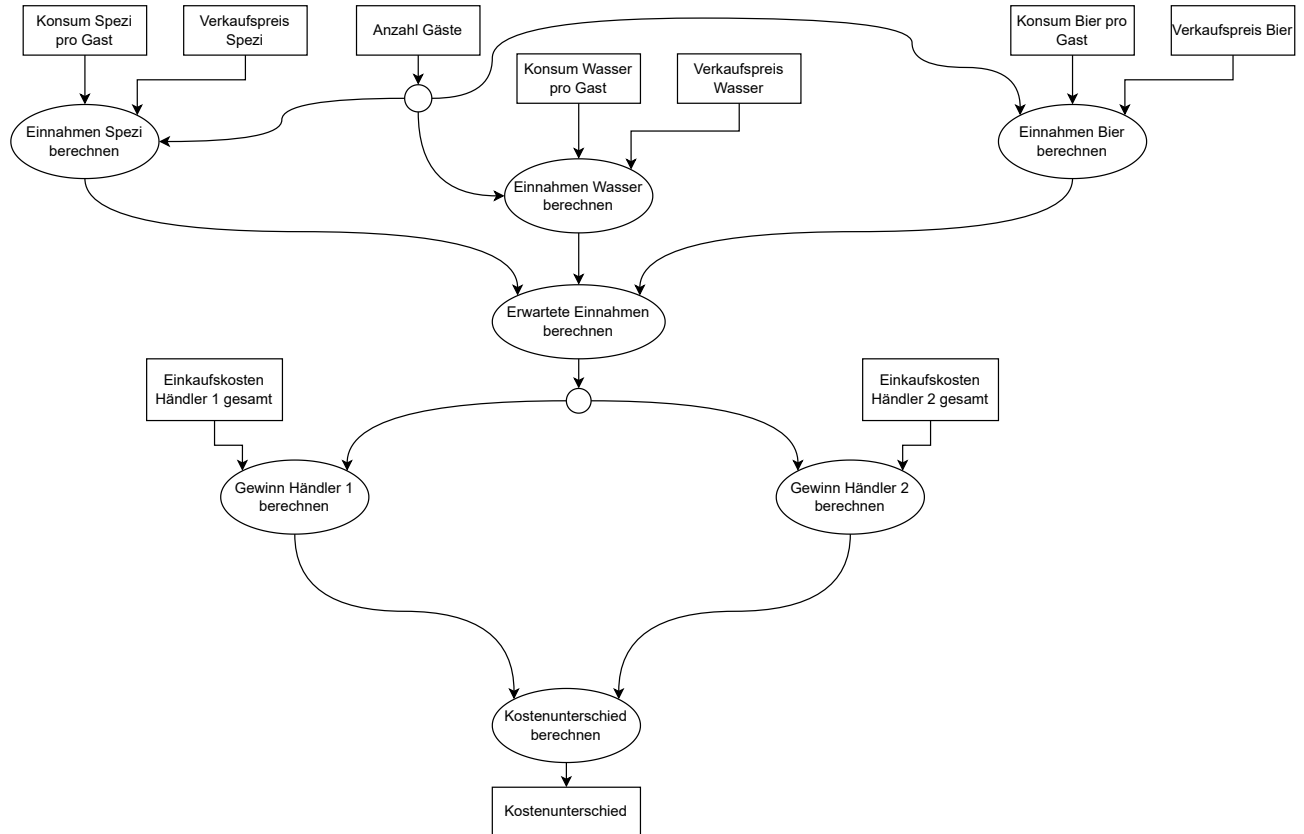 Konsum Spezi
pro Gast
Verkaufspreis
Spezi
Anzahl Gäste
Konsum Bier pro
Gast
Verkaufspreis Bier
Konsum Wasser
pro Gast
Verkaufspreis
Wasser
Einnahmen Spezi
berechnen
Einnahmen Bier
berechnen
Einnahmen Wasser
berechnen
Erwartete Einnahmen
berechnen
Einkaufskosten
Händler 1 gesamt
Einkaufskosten
Händler 2 gesamt
Gewinn Händler 1
berechnen
Gewinn Händler 2
berechnen
Kostenunterschied
berechnen
Kostenunterschied